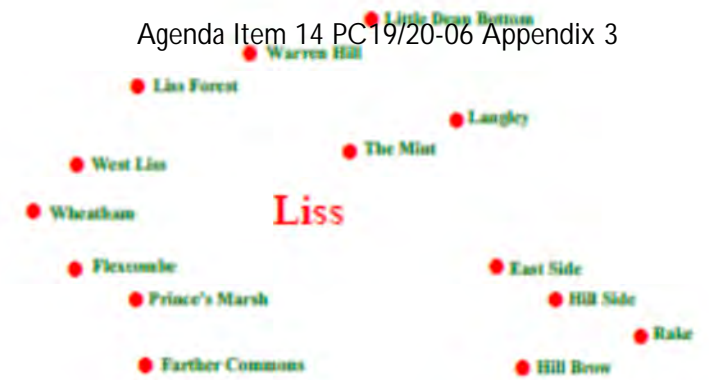 Little Dean Bottom
Agenda Item 14 PC19/20-06 Appendix 3
Warren Hill
Liss Forest
Langley
The Mint
West Liss
Wheatham
Liss
Flexcombe
East Side
Prince's Marsh
Hill Side
Rake
Farther Commons
Hill Brow